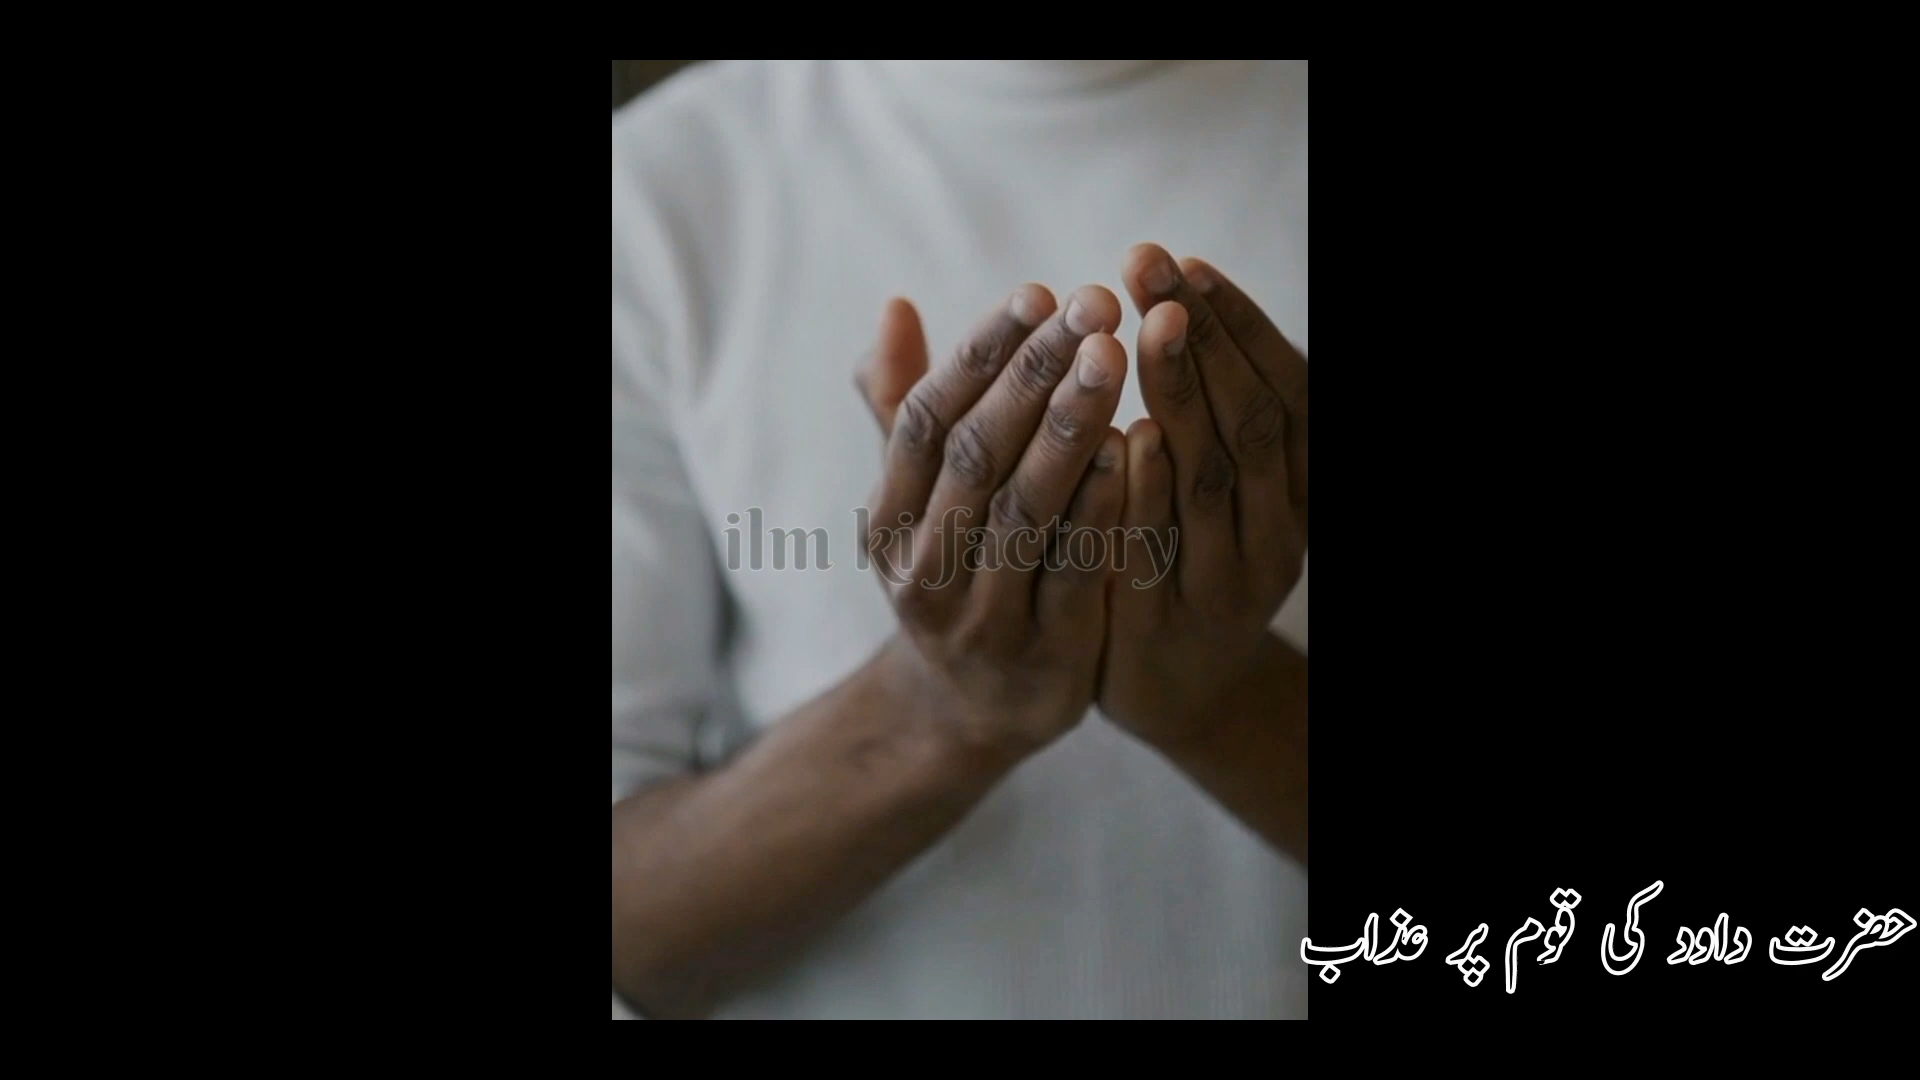 ilm ki factory
حضرت داود کی قوم پر عذاب